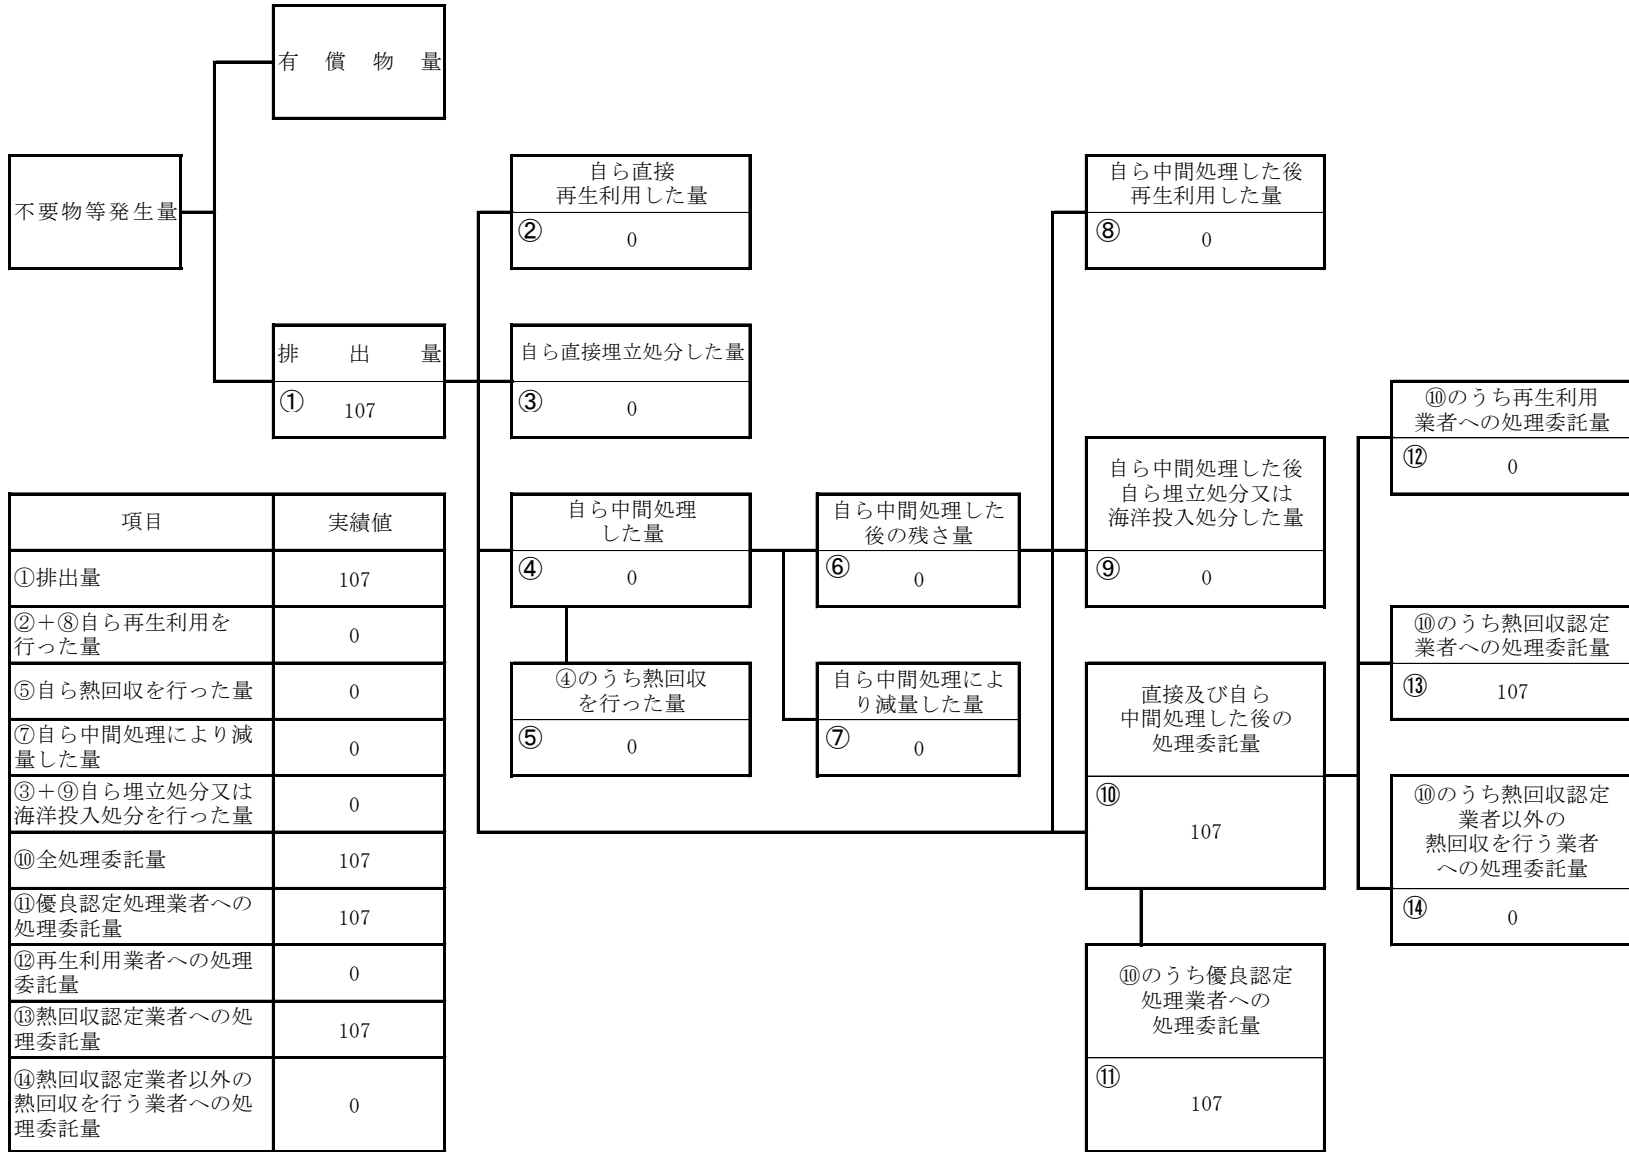 有償物量
不要物等発生量
排出量
① 107
自ら直接
再生利用した量
② 0
自ら直接埋立処分した量
③ 0
自ら中間処理
した量
④ 0
④のうち熱回収
を行った量
⑤ 0
自ら中間処理した
後の残さ量
⑥ 0
自ら中間処理によ
り減量した量
⑦ 0
自ら中間処理した後
再生利用した量
⑧ 0
自ら中間処理した後
自ら埋立処分又は
海洋投入処分した量
⑨ 0
直接及び自ら
中間処理した後の
処理委託量
⑩
107
⑩のうち優良認定
処理業者への
処理委託量
⑪
107
⑩のうち再生利用
業者への処理委託量
⑫ 0
⑩のうち熱回収認定
業者への処理委託量
⑬ 107
⑩のうち熱回収認定
業者以外の
熱回収を行う業者
への処理委託量
⑭ 0
項目 実績値
①排出量 107
②+⑧自ら再生利用を
行った量 0
⑤自ら熱回収を行った量 0
⑦自ら中間処理により減
量した量 0
③+⑨自ら埋立処分又は
海洋投入処分を行った量 0
⑩全処理委託量 107
⑪優良認定処理業者への
処理委託量 107
⑫再生利用業者への処理
委託量 0
⑬熱回収認定業者への処
理委託量 107
⑭熱回収認定業者以外の
熱回収を行う業者への処
理委託量 0